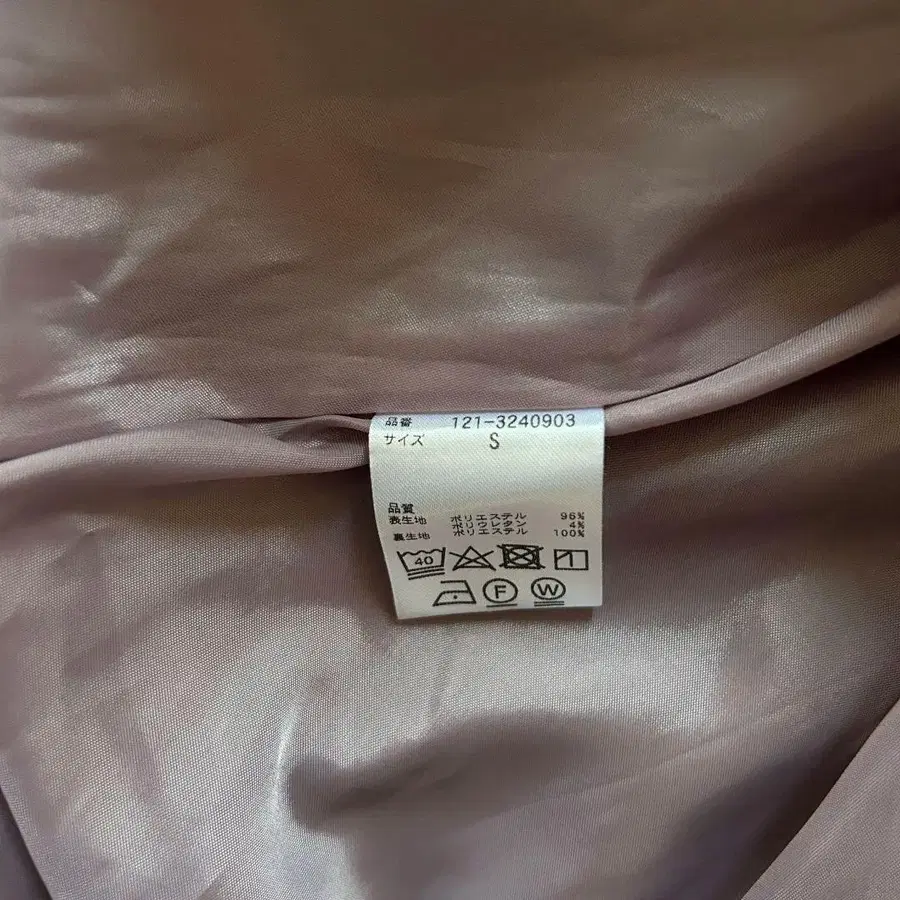 品番 121-3240903
サイズ S
品質
表生地 ポリエステル 96%
ポリウレタン 4%
裏生地 ポリエステル 100%
40
F W